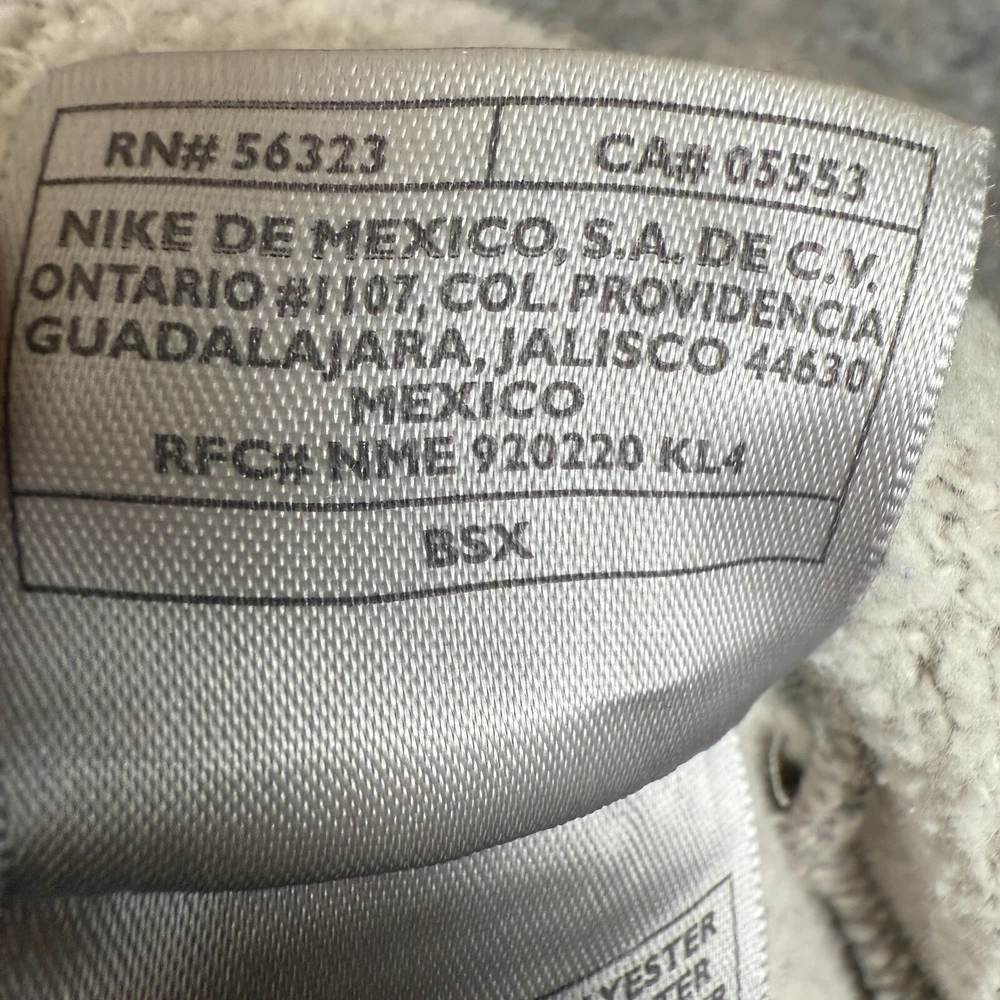 RN# 56323 CA# 05553
NIKE DE MEXICO, S.A. DE C.V.
ONTARIO #1107, COL. PROVIDENCIA
GUADALAJARA, JALISCO 44630
MEXICO
RFC# NME 920220 KL4
BSX